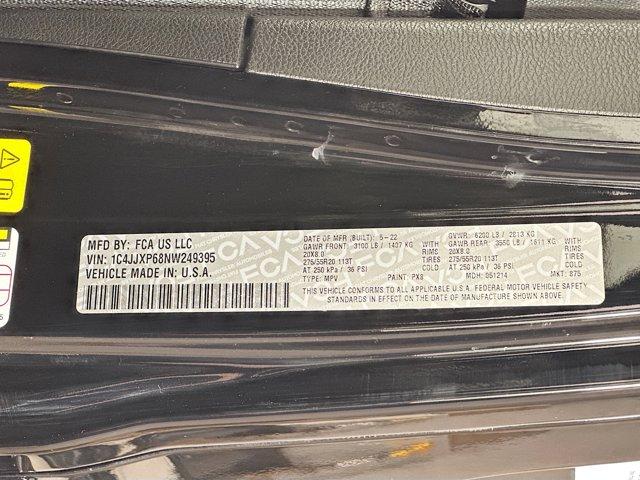 MFD BY: FCA US LLC
VIN: 1C4JJXP68NW249395
VEHICLE MADE IN: U.S.A.
DATE OF MFR (BUILT): 5-22 GVWR: 6200 LB / 2813 KG
GAWR FRONT: 3100 LB / 1407 KG WITH GAWR REAR: 3550 LB / 1611 KG WITH
20X8.0 RIMS 20X8.0 RIMS
275/55R20 113T TIRES 275/55R20 113T TIRES
AT 250 kPa / 36 PSI COLD AT 250 kPa / 36 PSI COLD
TYPE: MPV PAINT: PX8 MDH: 051214 MKT: 875
THIS VEHICLE CONFORMS TO ALL APPLICABLE U.S.A. FEDERAL MOTOR VEHICLE SAFETY
STANDARDS IN EFFECT ON THE DATE OF MANUFACTURE SHOWN ABOVE.